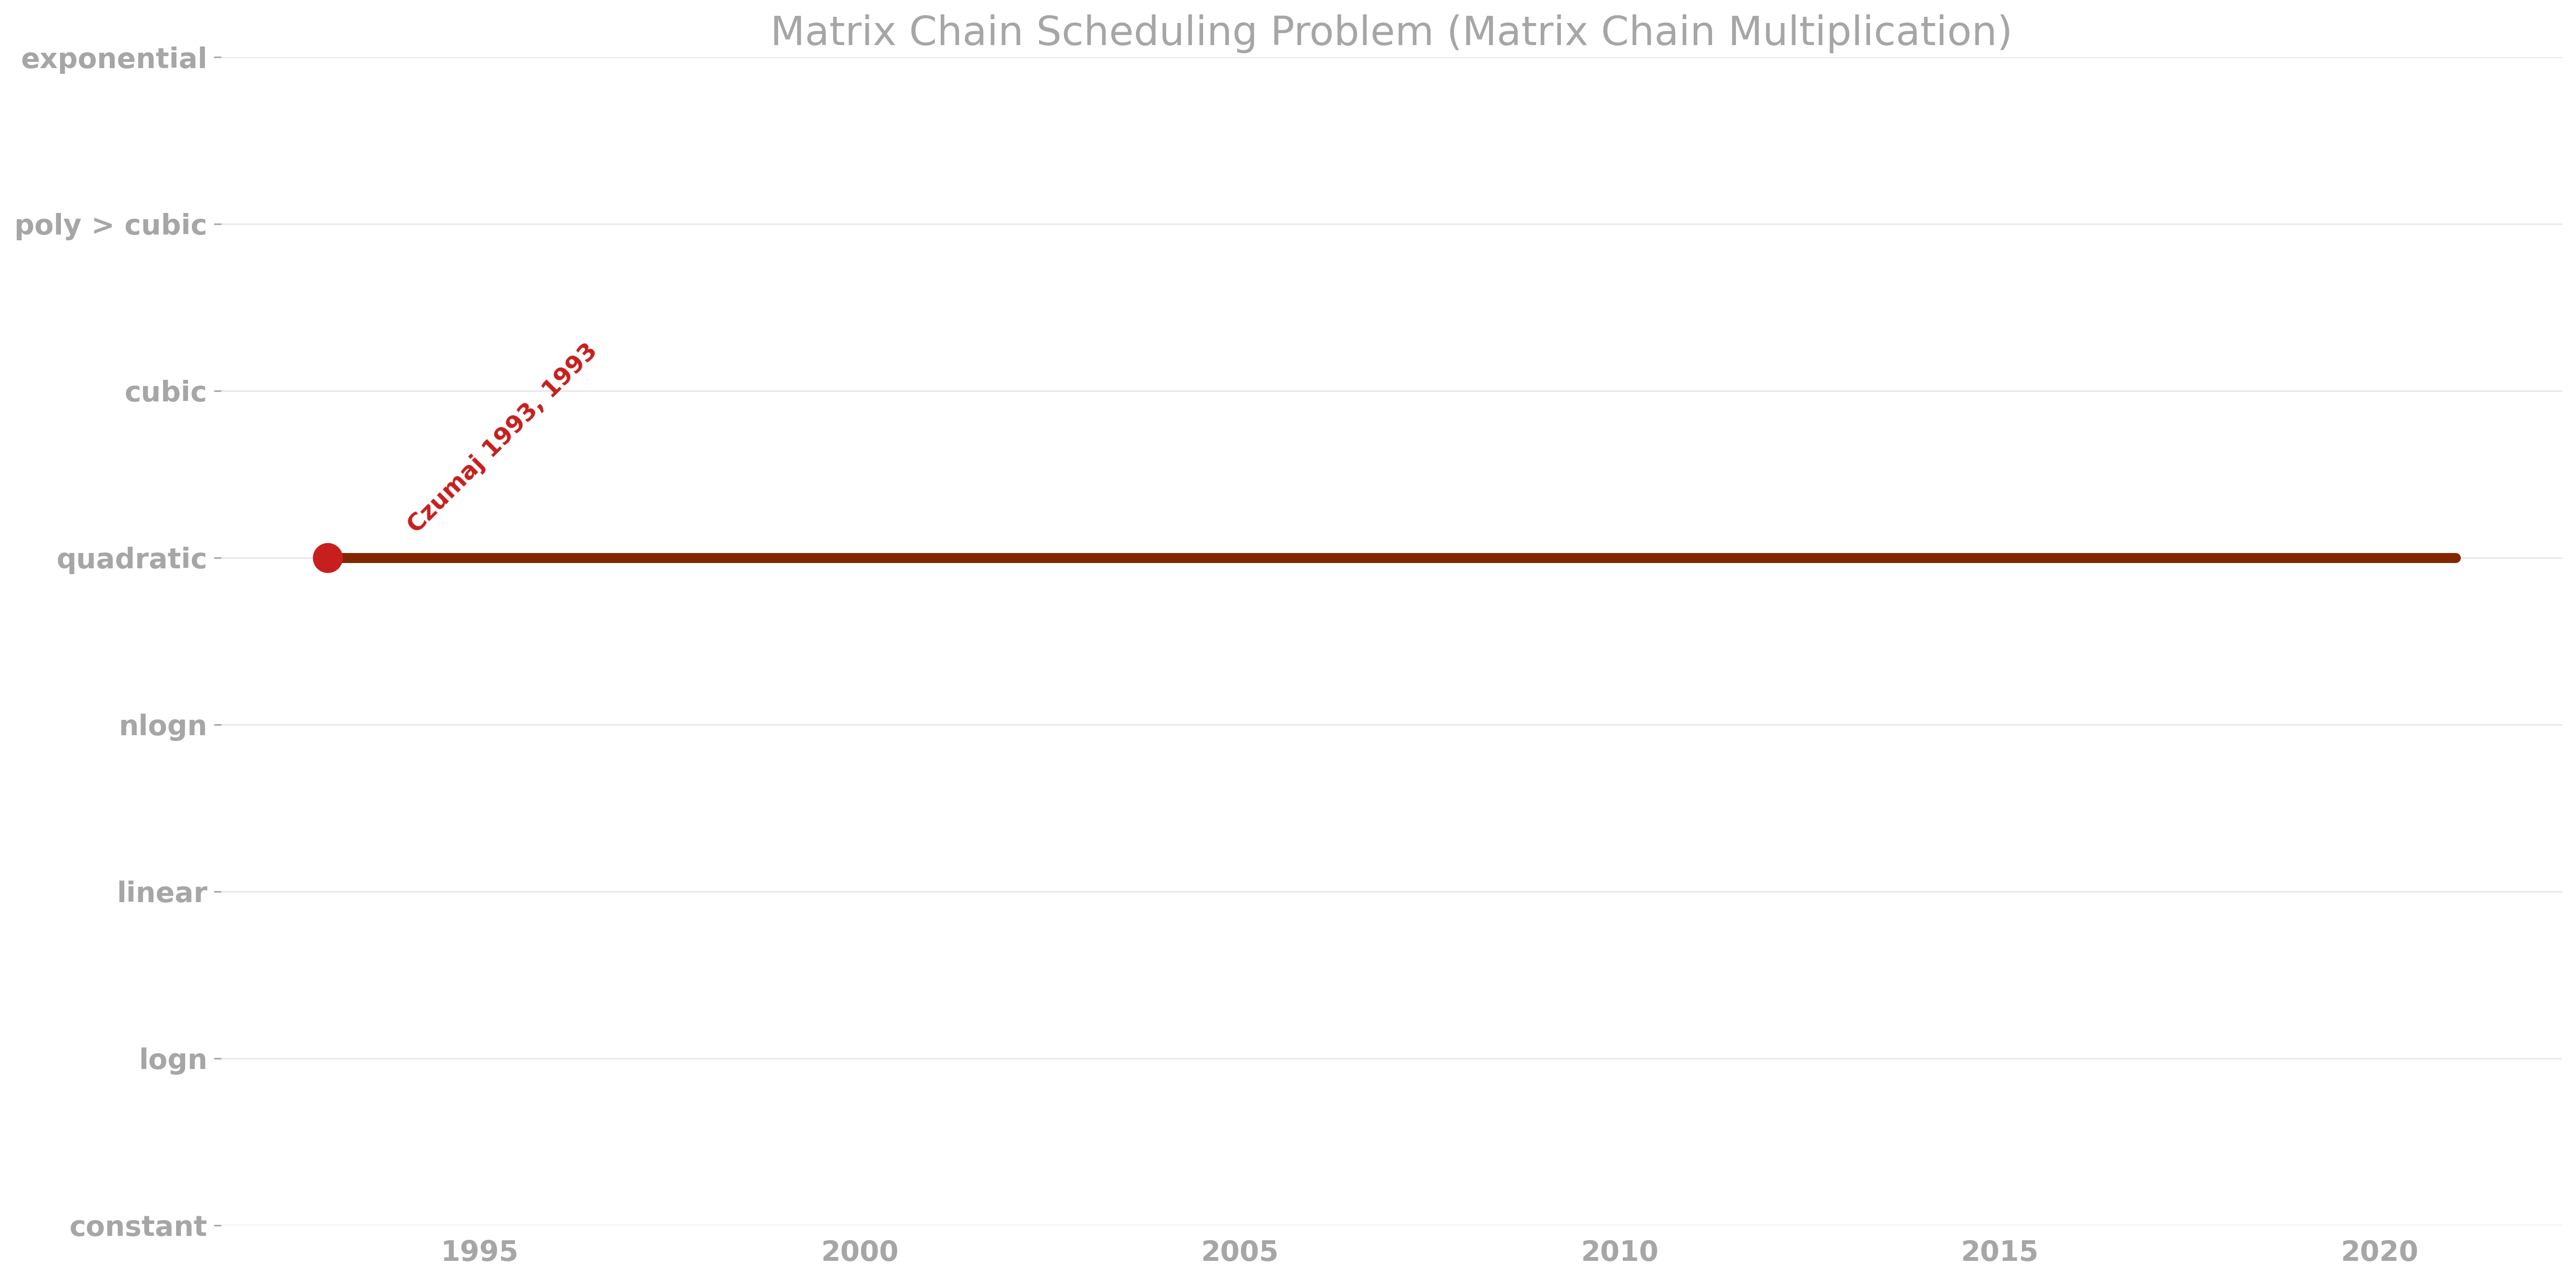 Matrix Chain Scheduling Problem (Matrix Chain Multiplication)
exponential
poly > cubic
cubic
Czumaj 1993, 1993
quadratic
nlogn
linear
logn
constant
1995 2000 2005 2010 2015 2020